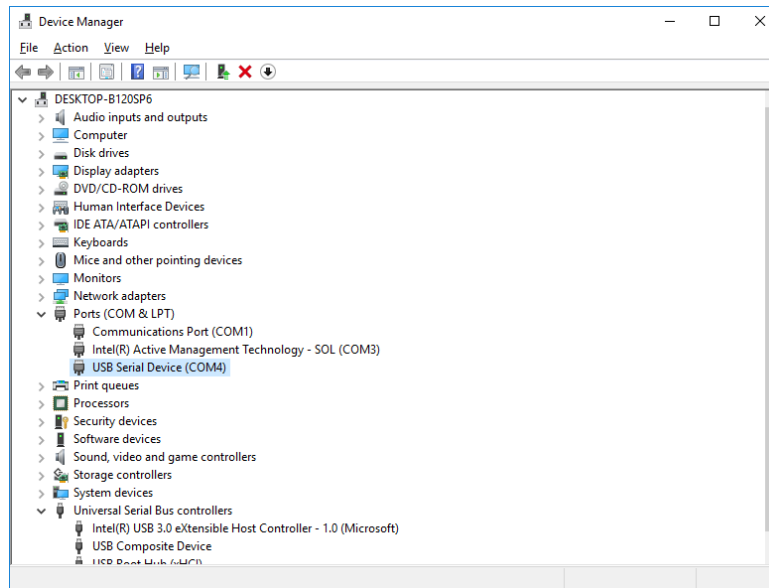 Device Manager
File Action View Help
DESKTOP-B120SP6
Audio inputs and outputs
Computer
Disk drives
Display adapters
DVD/CD-ROM drives
Human Interface Devices
IDE ATA/ATAPI controllers
Keyboards
Mice and other pointing devices
Monitors
Network adapters
Ports (COM & LPT)
Communications Port (COM1)
Intel(R) Active Management Technology - SOL (COM3)
USB Serial Device (COM4)
Print queues
Processors
Security devices
Software devices
Sound, video and game controllers
Storage controllers
System devices
Universal Serial Bus controllers
Intel(R) USB 3.0 eXtensible Host Controller - 1.0 (Microsoft)
USB Composite Device
USB Root Hub (xHCI)